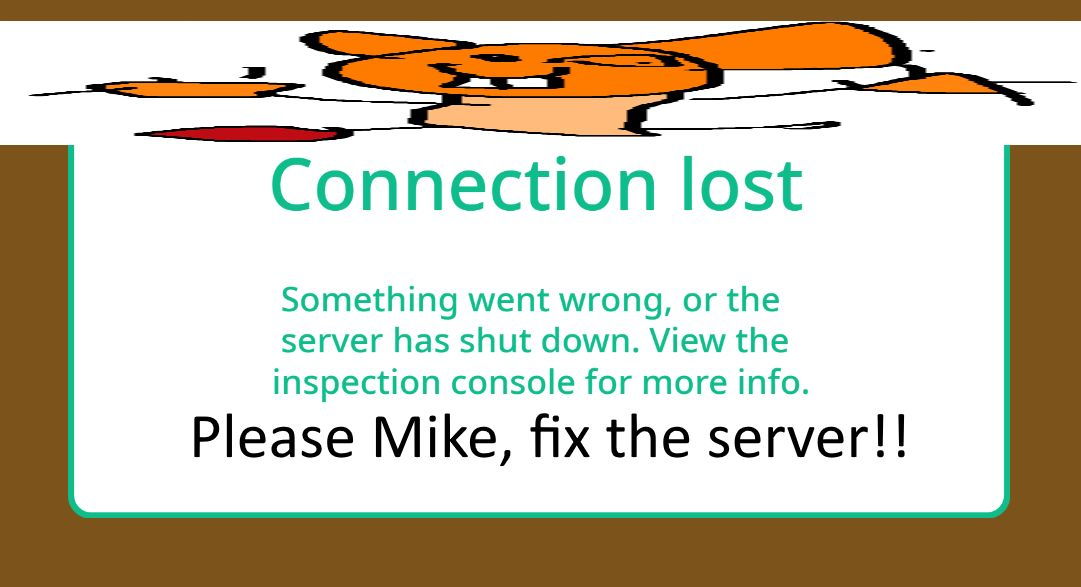 Connection lost
Something went wrong, or the
server has shut down. View the
inspection console for more info.
Please Mike, fix the server!!